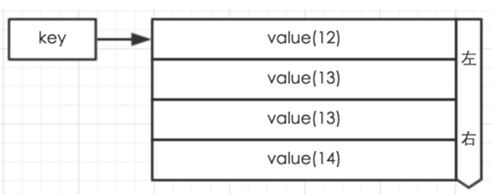 key
value(12)
左
value(13)
value(13)
右
value(14)